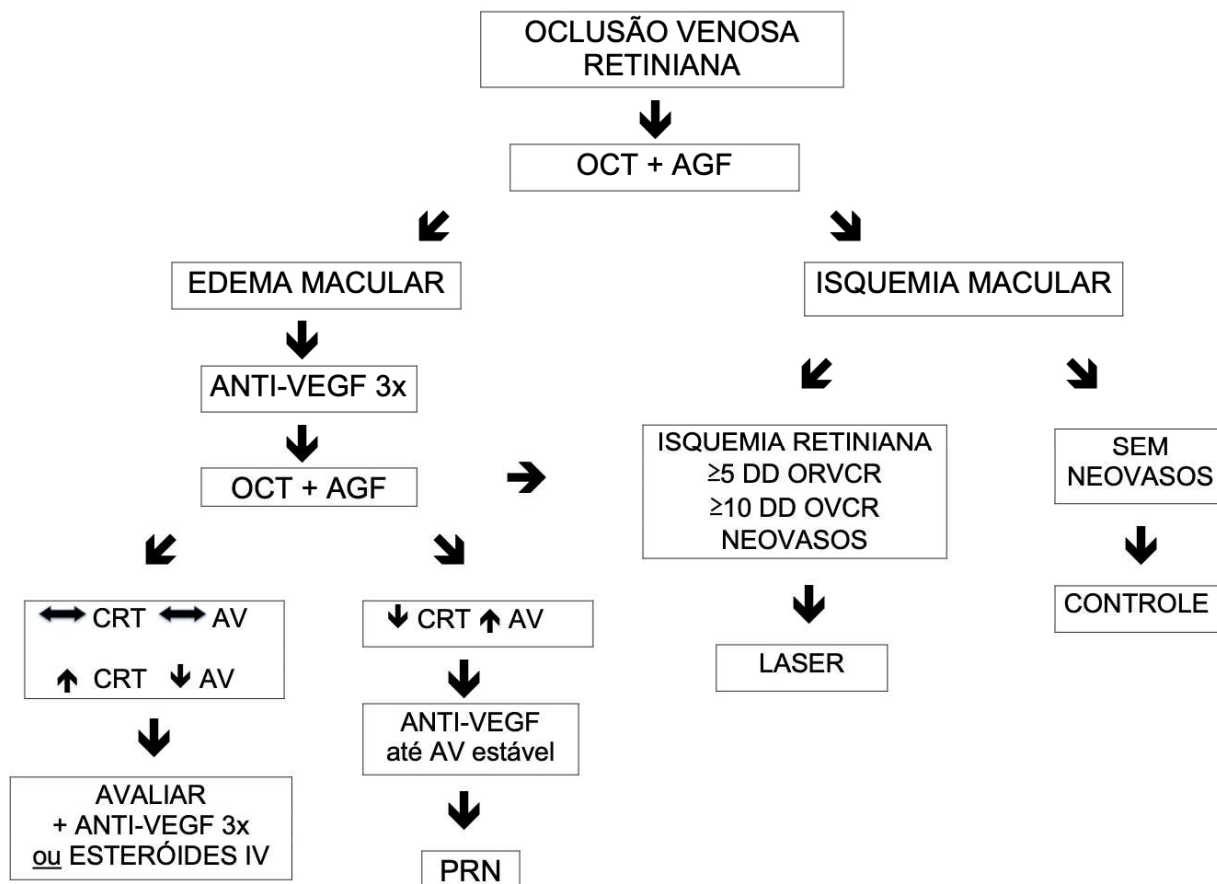 OCLUSÃO VENOSA
RETINIANA
OCT + AGF
EDEMA MACULAR
ISQUEMIA MACULAR
ANTI-VEGF 3x
OCT + AGF
ISQUEMIA RETINIANA
≥5 DD ORVCR
≥10 DD OVCR
NEOVASOS
SEM
NEOVASOS
CRT AV
CRT AV
CRT AV
LASER
CONTROLE
ANTI-VEGF
até AV estável
AVALIAR
+ ANTI-VEGF 3x
ou ESTERÓIDES IV
PRN